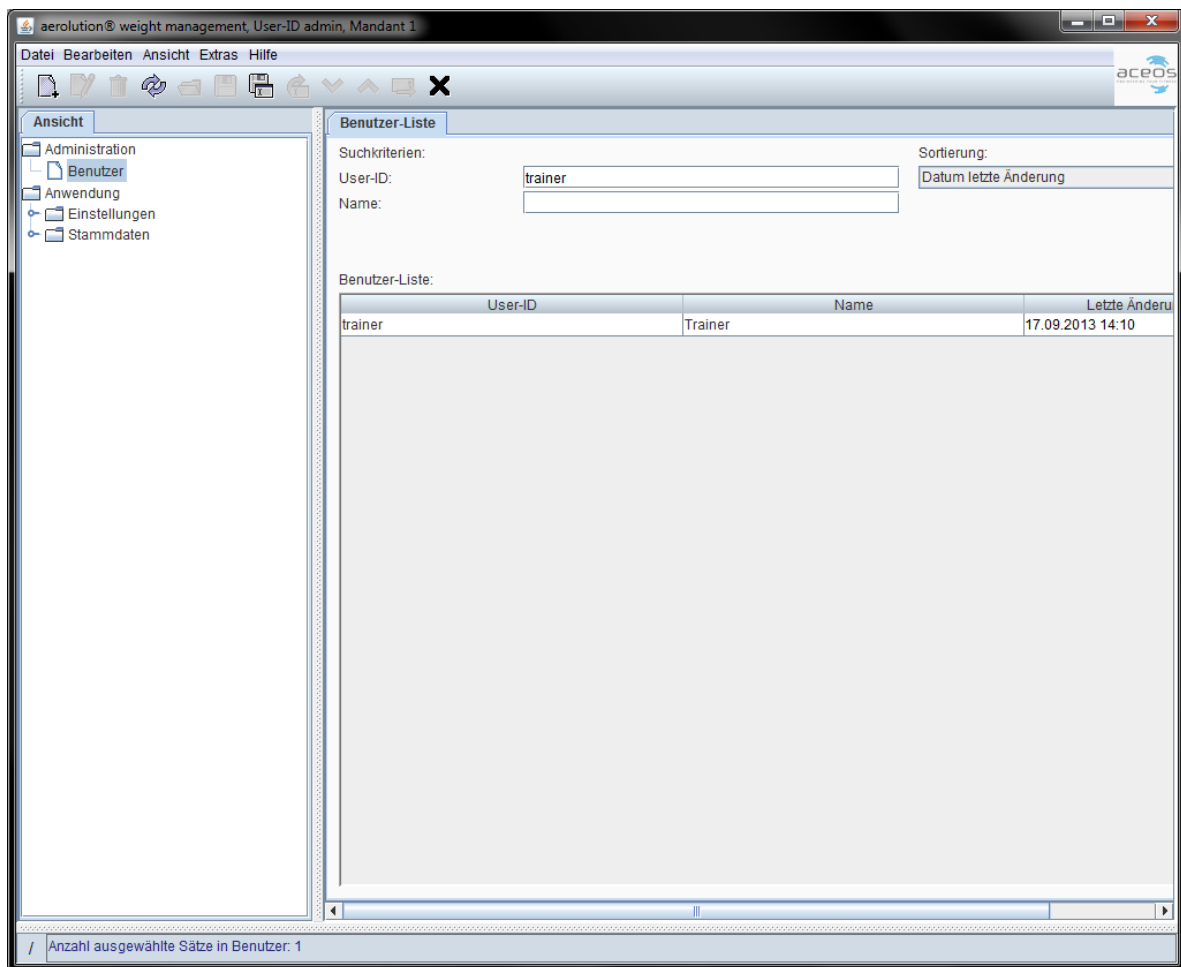 aerolution® weight management, User-ID admin, Mandant 1
Datei Bearbeiten Ansicht Extras Hilfe
aceos
Ansicht
Administration
Benutzer
Anwendung
Einstellungen
Stammdaten
Benutzer-Liste
Suchkriterien:
Sortierung:
User-ID: trainer
Datum letzte Änderung
Name:
Benutzer-Liste:
User-ID Name Letzte Änderu
trainer Trainer 17.09.2013 14:10
/ Anzahl ausgewählte Sätze in Benutzer: 1